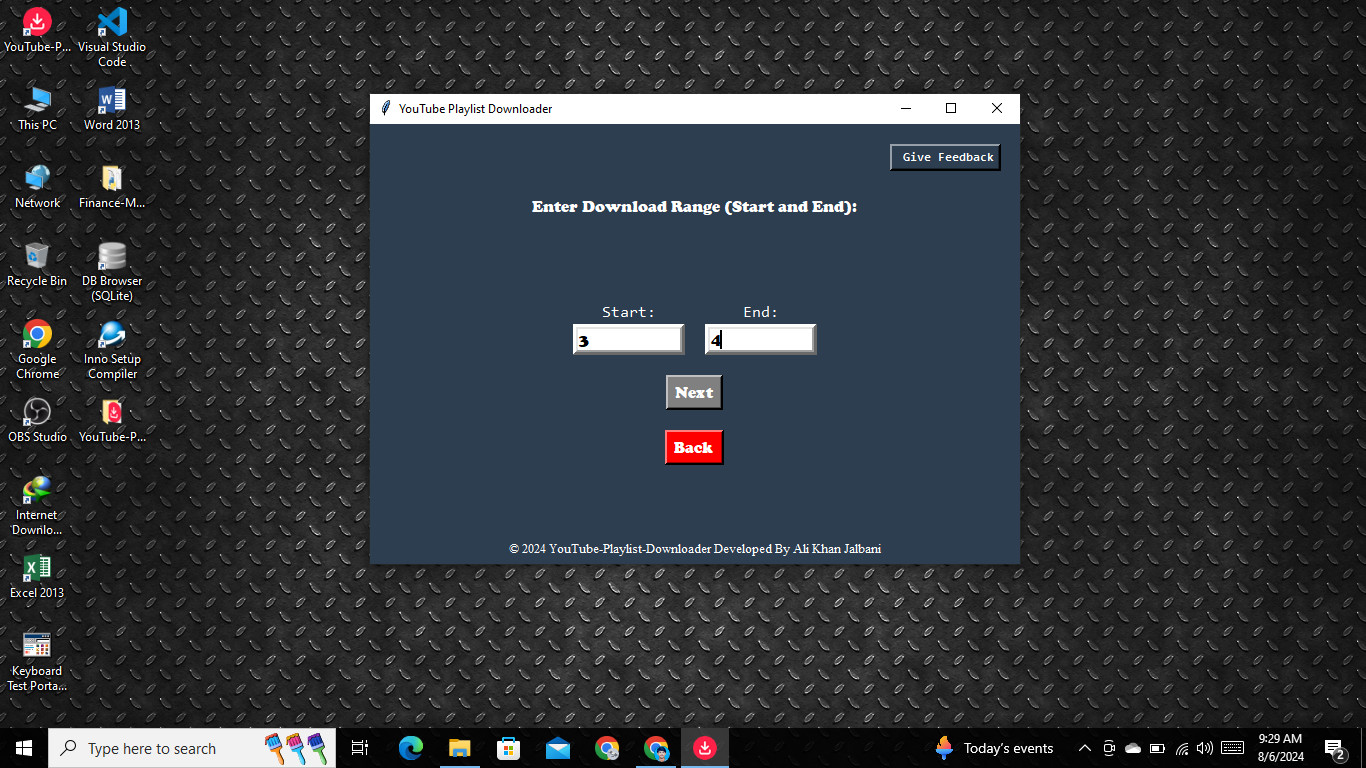 YouTube-P...
Visual Studio
Code
This PC
Word 2013
Network
Finance-M...
Recycle Bin
DB Browser
(SQLite)
Google
Chrome
Inno Setup
Compiler
OBS Studio
YouTube-P...
Internet
Downlo...
Excel 2013
Keyboard
Test Porta...
YouTube Playlist Downloader
Give Feedback
Enter Download Range (Start and End):
Start:
End:
3
4
Next
Back
© 2024 YouTube-Playlist-Downloader Developed By Ali Khan Jalbani
Type here to search
Today's events
9:29 AM
8/6/2024
2